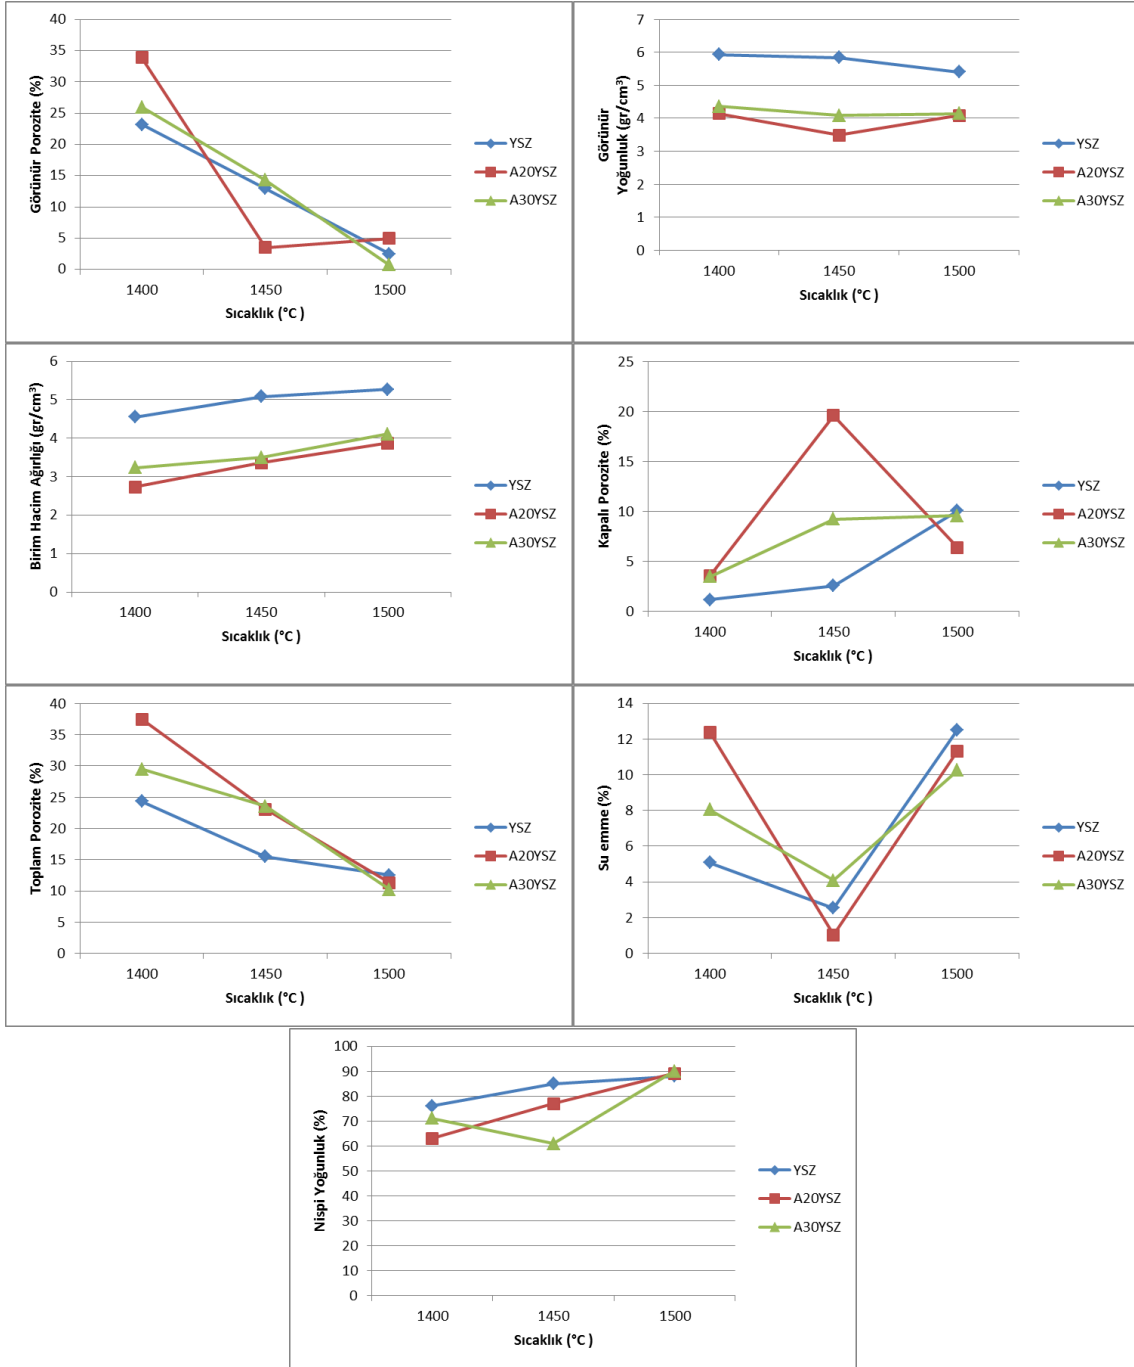 40
35
30
25
20
15
10
5
0
Görünür Porozite (%)
1400 1450 1500
Sıcaklık (°C )
YSZ
A20YSZ
A30YSZ
7
6
5
4
3
2
1
0
Görünür
Yoğunluk (gr/cm³)
1400 1450 1500
Sıcaklık (°C )
YSZ
A20YSZ
A30YSZ
6
5
4
3
2
1
0
Birim Hacim Ağırlığı (gr/cm³)
1400 1450 1500
Sıcaklık (°C )
YSZ
A20YSZ
A30YSZ
25
20
15
10
5
0
Kapalı Porozite (%)
1400 1450 1500
Sıcaklık (°C )
YSZ
A20YSZ
A30YSZ
40
35
30
25
20
15
10
5
0
Toplam Porozite (%)
1400 1450 1500
Sıcaklık (°C )
YSZ
A20YSZ
A30YSZ
14
12
10
8
6
4
2
0
Su emme (%)
1400 1450 1500
Sıcaklık (°C )
YSZ
A20YSZ
A30YSZ
100
90
80
70
60
50
40
30
20
10
0
Nispi Yoğunluk (%)
1400 1450 1500
Sıcaklık (°C )
YSZ
A20YSZ
A30YSZ